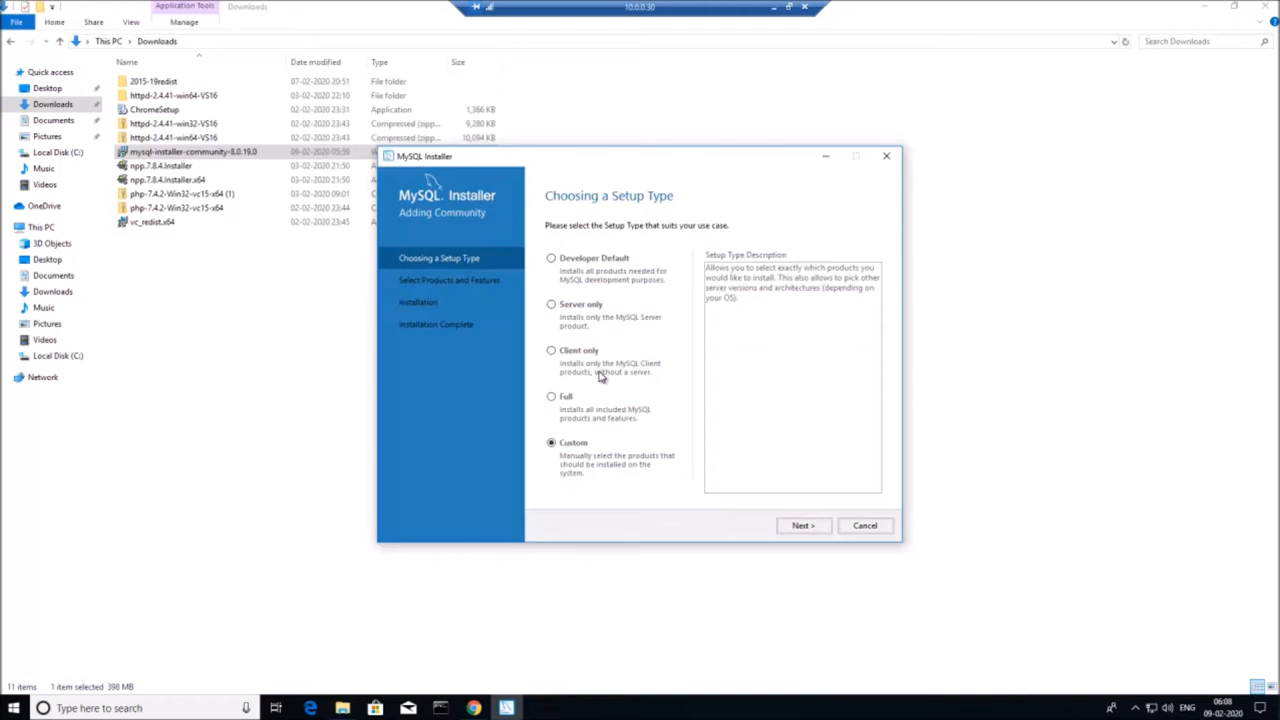 Application Tools
Downloads
10.0.0.30
File
Home
Share
View
Manage
This PC
Downloads
Search Downloads
Name
Date modified
Type
Size
Quick access
Desktop
Downloads
Documents
Pictures
Local Disk (C:)
Music
Videos
OneDrive
This PC
3D Objects
Desktop
Documents
Downloads
Music
Pictures
Videos
Local Disk (C:)
Network
2015-19redist 07-02-2020 20:51 File folder
httpd-2.4.41-win64-VS16 03-02-2020 22:10 File folder
ChromeSetup 02-02-2020 23:31 Application 1,366 KB
httpd-2.4.41-win32-VS16 02-02-2020 23:43 Compressed (zipp... 9,280 KB
httpd-2.4.41-win64-VS16 02-02-2020 23:43 Compressed (zipp... 10,094 KB
mysql-installer-community-8.0.19.0 09-02-2020 05:59
npp.7.8.4.Installer 03-02-2020 21:50
npp.7.8.4.Installer.x64 03-02-2020 21:50
php-7.4.2-Win32-vc15-x64 (1) 03-02-2020 09:01
php-7.4.2-Win32-vc15-x64 02-02-2020 23:44
vc_redist.x64 02-02-2020 23:45
MySQL Installer
MySQL. Installer
Adding Community
Choosing a Setup Type
Select Products and Features
Installation
Installation Complete
Choosing a Setup Type
Please select the Setup Type that suits your use case.
Developer Default
Installs all products needed for
MySQL development purposes.
Server only
Installs only the MySQL Server
product.
Client only
Installs only the MySQL Client
products, without a server.
Full
Installs all included MySQL
products and features.
Custom
Manually select the products that
should be installed on the
system.
Setup Type Description
Allows you to select exactly which products you
would like to install. This also allows to pick other
server versions and architectures (depending on
your OS).
Next >
Cancel
11 items
1 item selected 398 MB
Type here to search
ENG
06:08
09-02-2020